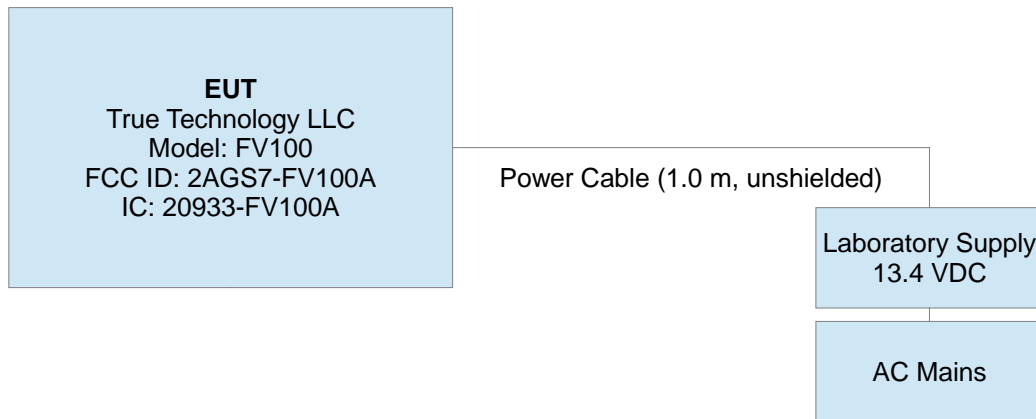 EUT
True Technology LLC
Model: FV100
FCC ID: 2AGS7-FV100A
IC: 20933-FV100A
Power Cable (1.0 m, unshielded)
Laboratory Supply
13.4 VDC
AC Mains